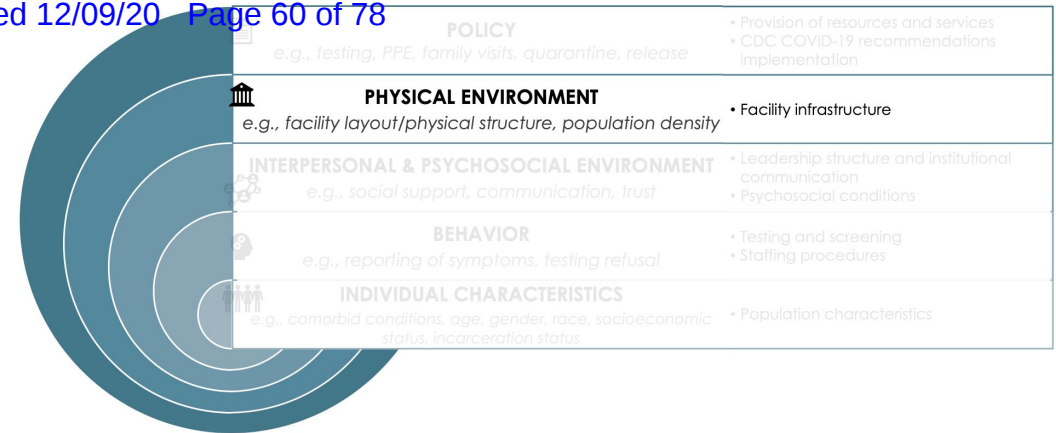 ed 12/09/20 Page 60 of 78
POLICY
e.g., testing, PPE, family visits, quarantine, release
• Provision of resources and services
• CDC COVID-19 recommendations
implementation
PHYSICAL ENVIRONMENT
e.g., facility layout/physical structure, population density
• Facility infrastructure
INTERPERSONAL & PSYCHOSOCIAL ENVIRONMENT
e.g., social support, communication, trust
• Leadership structure and institutional
communication
• Psychosocial conditions
BEHAVIOR
e.g., reporting of symptoms, testing refusal
• Testing and screening
• Staffing procedures
INDIVIDUAL CHARACTERISTICS
e.g., comorbid conditions, age, gender, race, socioeconomic
status, incarceration status
• Population characteristics